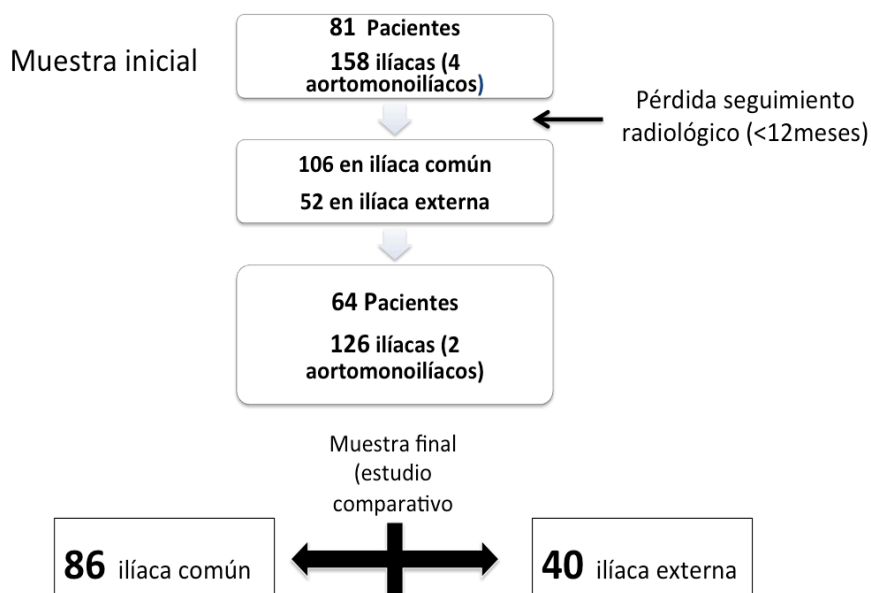 81 Pacientes
Muestra inicial
158 ilíacas (4
aortomonoilíacos)
Pérdida seguimiento
radiológico (<12meses)
106 en ilíaca común
52 en ilíaca externa
64 Pacientes
126 ilíacas (2
aortomonoilíacos)
Muestra final
(estudio
comparativo
86 ilíaca común
40 ilíaca externa